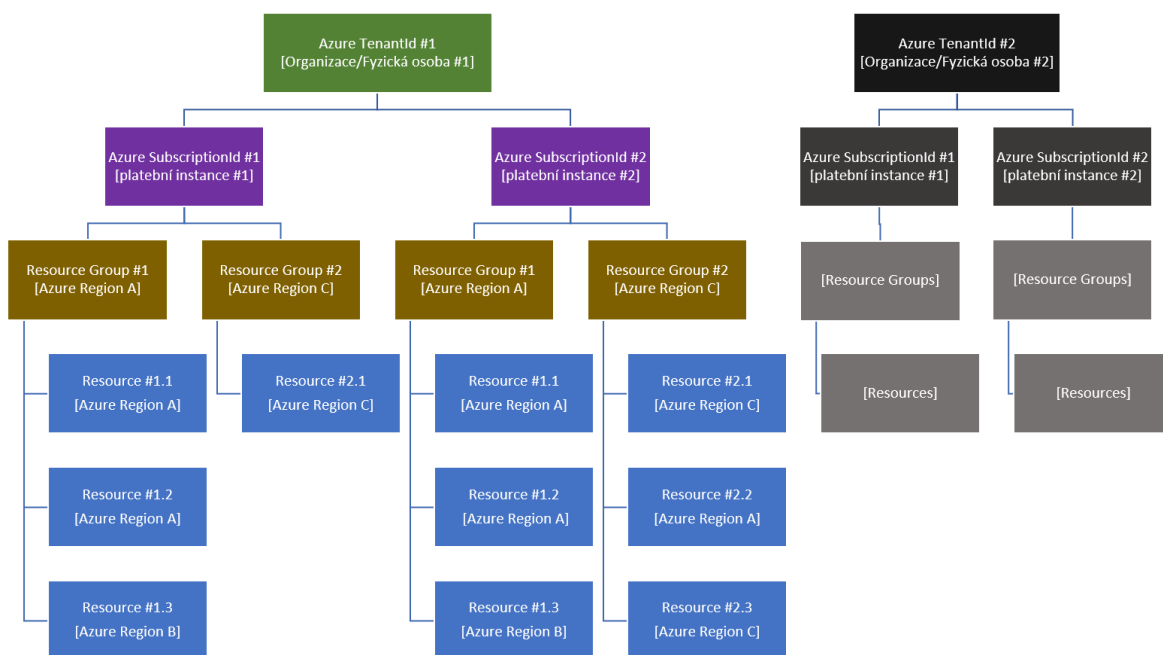 Azure TenantId #1
[Organizace/Fyzická osoba #1]
Azure TenantId #2
[Organizace/Fyzická osoba #2]
Azure SubscriptionId #1
[platební instance #1]
Azure SubscriptionId #2
[platební instance #2]
Azure SubscriptionId #1
[platební instance #1]
Azure SubscriptionId #2
[platební instance #2]
Resource Group #1
[Azure Region A]
Resource Group #2
[Azure Region C]
Resource Group #1
[Azure Region A]
Resource Group #2
[Azure Region C]
[Resource Groups]
[Resource Groups]
Resource #1.1
[Azure Region A]
Resource #2.1
[Azure Region C]
Resource #1.1
[Azure Region A]
Resource #2.1
[Azure Region C]
[Resources]
[Resources]
Resource #1.2
[Azure Region A]
Resource #1.2
[Azure Region A]
Resource #2.2
[Azure Region A]
Resource #1.3
[Azure Region B]
Resource #1.3
[Azure Region B]
Resource #2.3
[Azure Region C]